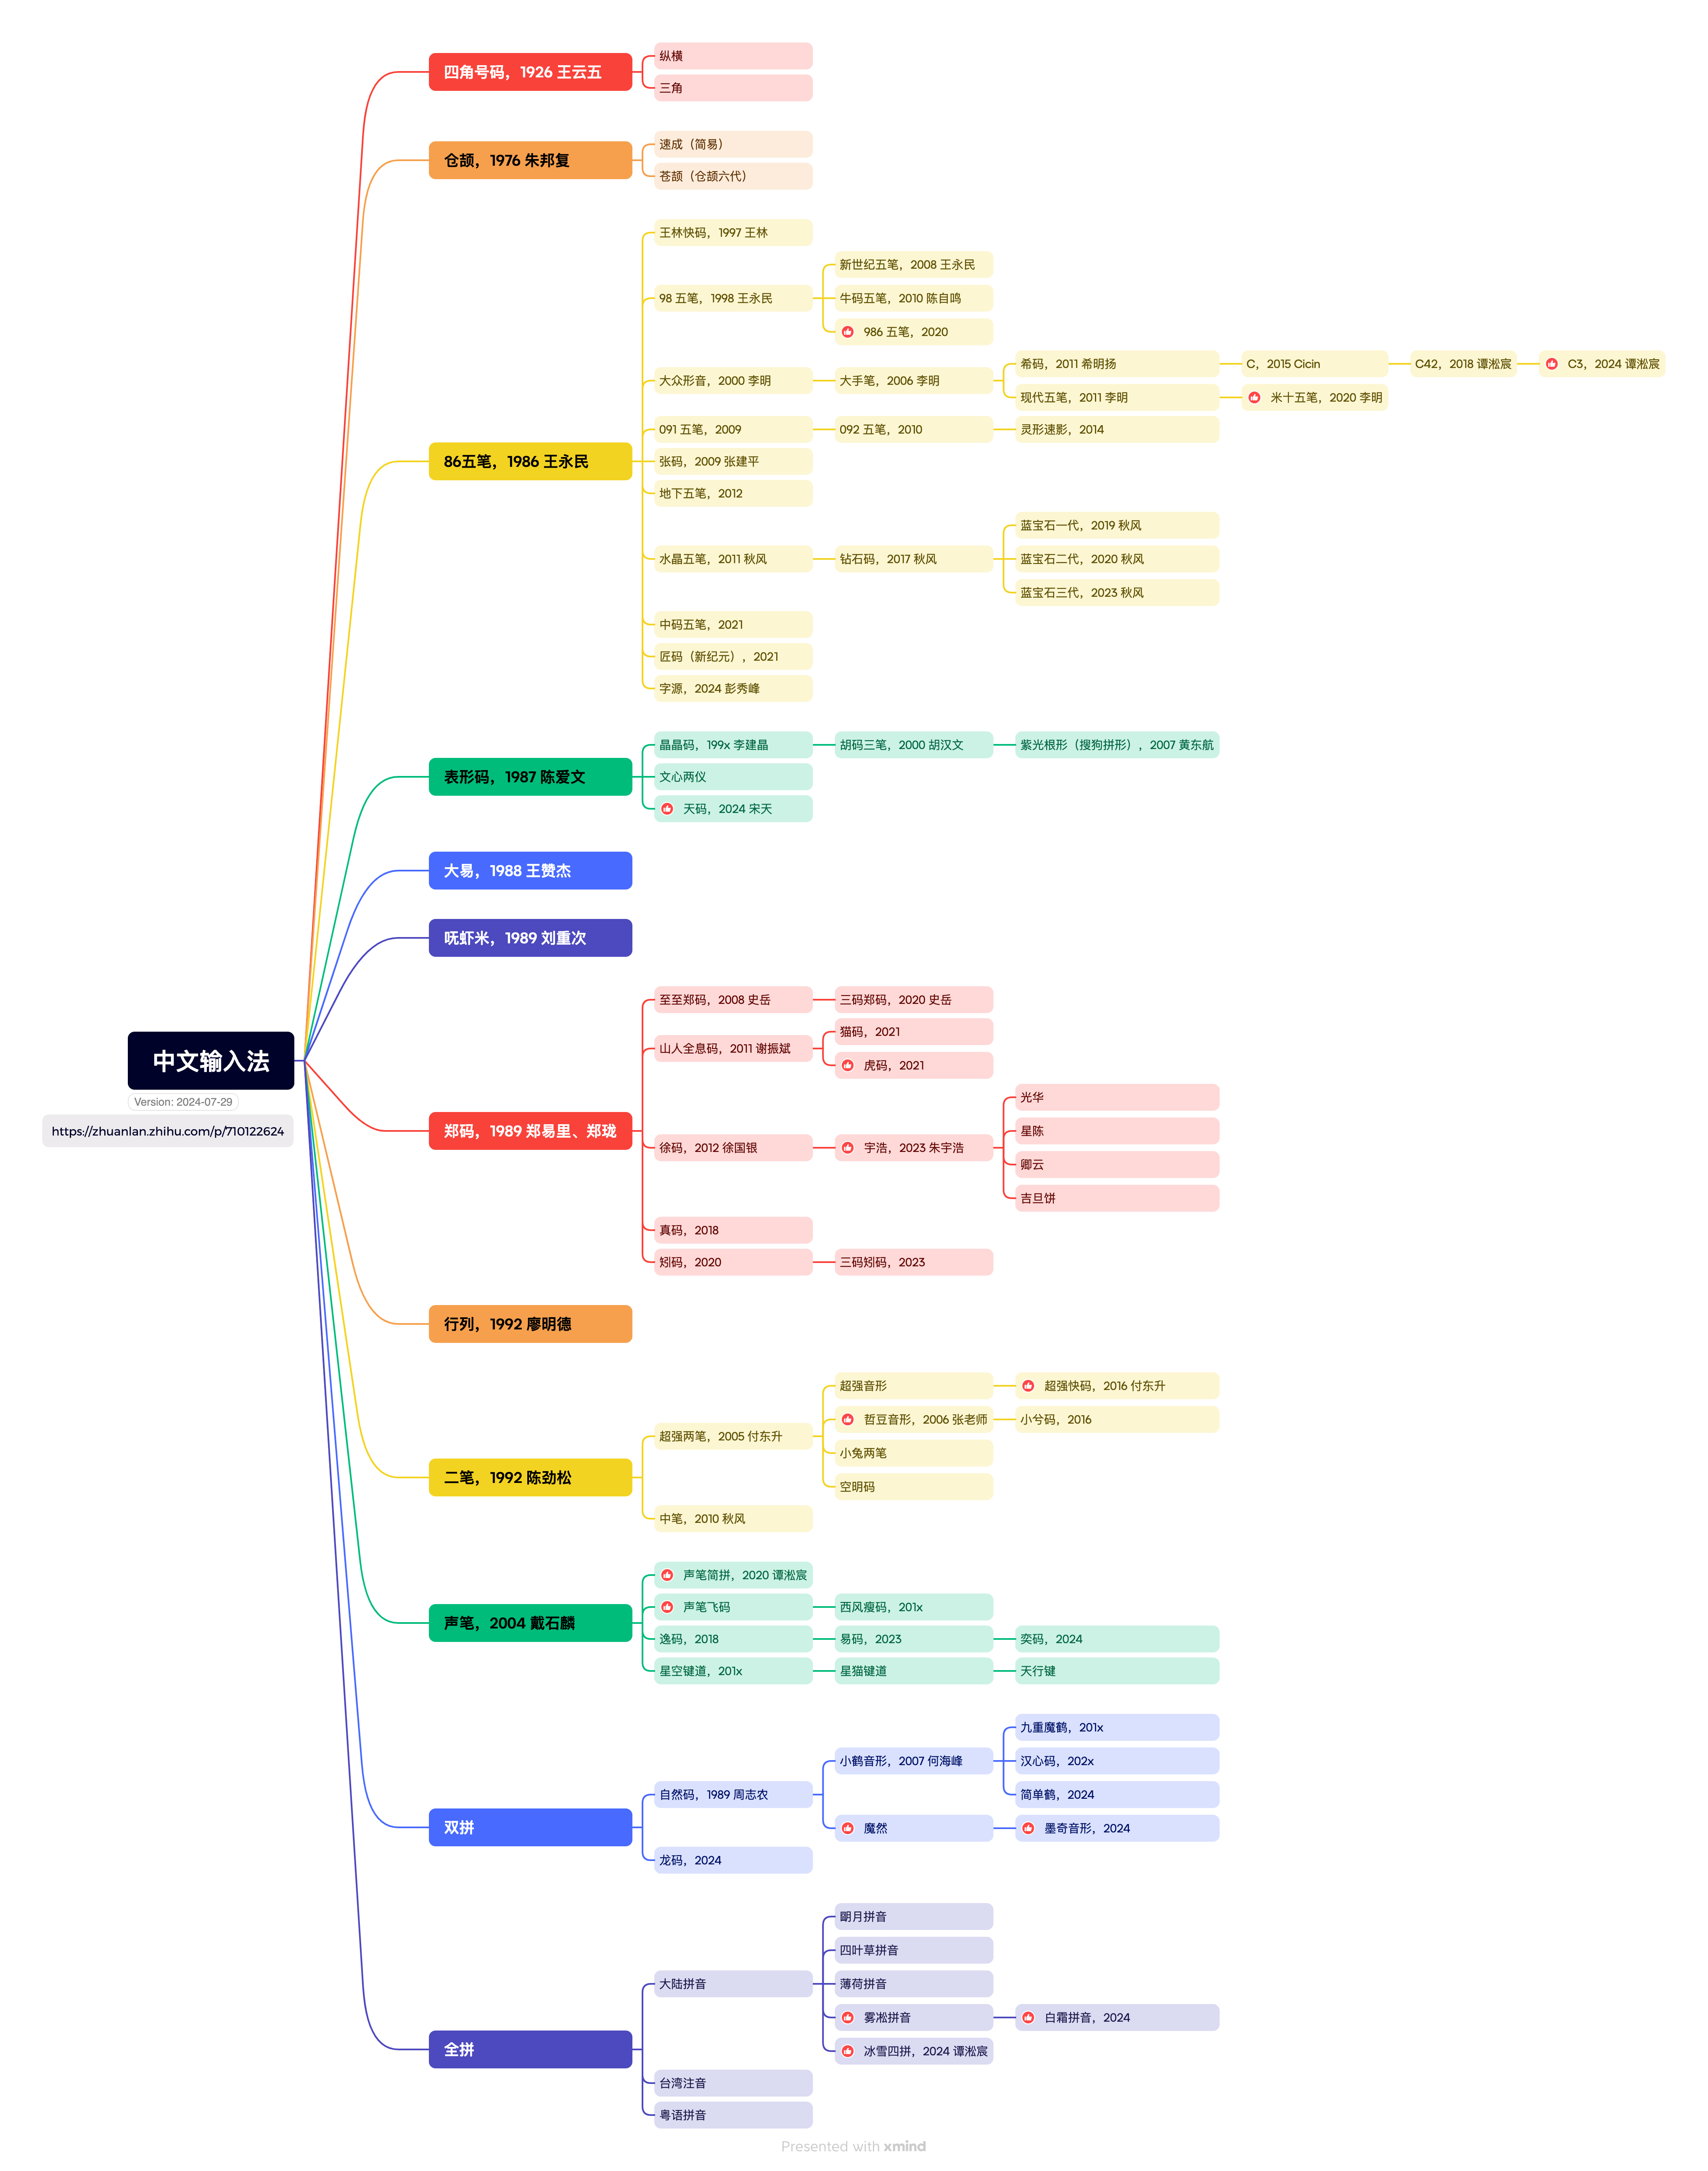 中文输入法
Version: 2024-07-29
https://zhuanlan.zhihu.com/p/710122624
四角号码，1926 王云五
纵横
三角
仓颉，1976 朱邦复
速成（简易）
苍颉（仓颉六代）
86五笔，1986 王永民
王林快码，1997 王林
98 五笔，1998 王永民
新世纪五笔，2008 王永民
牛码五笔，2010 陈自鸣
986 五笔，2020
大众形音，2000 李明
大手笔，2006 李明
希码，2011 希明扬
C，2015 Cicin
C42，2018 谭淞宸
C3，2024 谭淞宸
现代五笔，2011 李明
米十五笔，2020 李明
091 五笔，2009
092 五笔，2010
灵形速影，2014
张码，2009 张建平
地下五笔，2012
水晶五笔，2011 秋风
钻石码，2017 秋风
蓝宝石一代，2019 秋风
蓝宝石二代，2020 秋风
蓝宝石三代，2023 秋风
中码五笔，2021
匠码（新纪元），2021
字源，2024 彭秀峰
表形码，1987 陈爱文
晶晶码，199x 李建晶
胡码三笔，2000 胡汉文
紫光根形（搜狗拼形），2007 黄东航
文心两仪
天码，2024 宋天
大易，1988 王赞杰
呒虾米，1989 刘重次
郑码，1989 郑易里、郑珑
至至郑码，2008 史岳
三码郑码，2020 史岳
山人全息码，2011 谢振斌
猫码，2021
虎码，2021
徐码，2012 徐国银
宇浩，2023 朱宇浩
光华
星陈
卿云
吉旦饼
真码，2018
矧码，2020
三码矧码，2023
行列，1992 廖明德
二笔，1992 陈劲松
超强两笔，2005 付东升
超强音形
超强快码，2016 付东升
哲豆音形，2006 张老师
小兮码，2016
小兔两笔
空明码
中笔，2010 秋风
声笔，2004 戴石麟
声笔简拼，2020 谭淞宸
声笔飞码
西风瘦码，201x
逸码，2018
易码，2023
奕码，2024
星空键道，201x
星猫键道
天行键
双拼
自然码，1989 周志农
小鹤音形，2007 何海峰
九重魔鹤，201x
汉心码，202x
简单鹤，2024
魔然
墨奇音形，2024
龙码，2024
全拼
大陆拼音
朙月拼音
四叶草拼音
薄荷拼音
雾凇拼音
白霜拼音，2024
冰雪四拼，2024 谭淞宸
台湾注音
粤语拼音
Presented with xmind